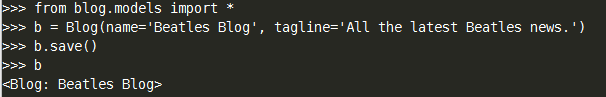 >>> from blog.models import *
>>> b = Blog(name='Beatles Blog', tagline='All the latest Beatles news.')
>>> b.save()
>>> b
<Blog: Beatles Blog>